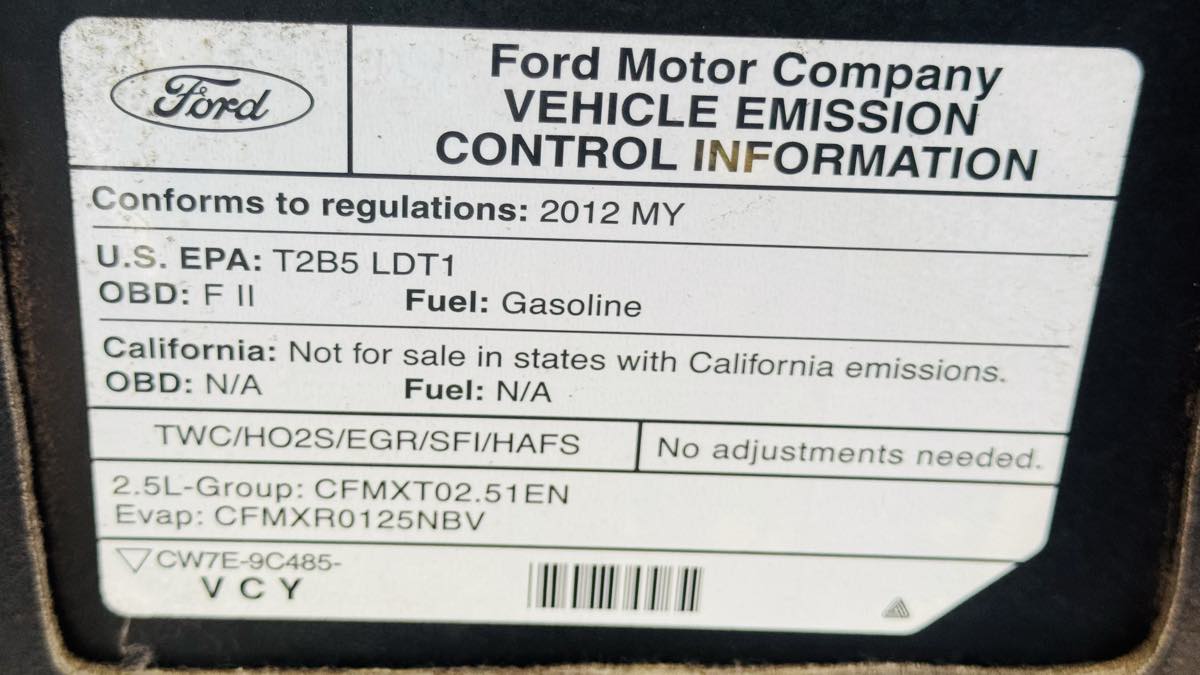 Ford
Ford Motor Company
VEHICLE EMISSION
CONTROL INFORMATION
Conforms to regulations: 2012 MY
U.S. EPA: T2B5 LDT1
OBD: F II Fuel: Gasoline
California: Not for sale in states with California emissions.
OBD: N/A Fuel: N/A
TWC/HO2S/EGR/SFI/HAFS
No adjustments needed.
2.5L-Group: CFMXT02.51EN
Evap: CFMXR0125NBV
CW7E-9C485-
V C Y